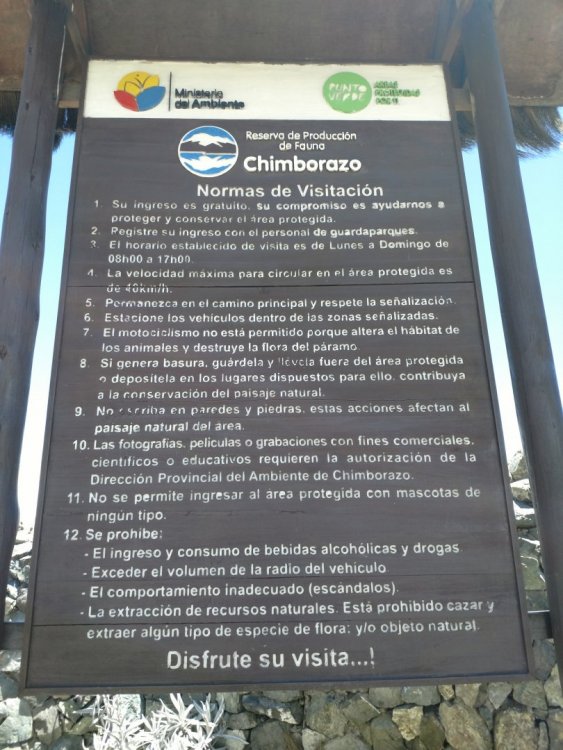 Ministerio
del Ambiente
PUNTO
VERDE
Reserva de Producción
de Fauna
Chimborazo
Normas de Visitación
1. Su ingreso es gratuito, su compromiso es ayudarnos a
proteger y conservar el área protegida.
2. Registre su ingreso con el personal de guardaparques.
3. El horario establecido de visita es de Lunes a Domingo de
08h00 a 17h00.
4. La velocidad máxima para circular en el área protegida es
de 40km/h.
5. Permanezca en el camino principal y respete la señalización.
6. Estacione los vehículos dentro de las zonas señalizadas.
7. El motociclismo no está permitido porque altera el hábitat de
los animales y destruye la flora del páramo.
8. Si genera basura, guárdela y llévela fuera del área protegida
o depositela en los lugares dispuestos para ello, contribuya
a la conservación del paisaje natural.
9. No escriba en paredes y piedras, estas acciones afectan al
paisaje natural del área.
10. Las fotografías, películas o grabaciones con fines comerciales,
científicos o educativos requieren la autorización de la
Dirección Provincial del Ambiente de Chimborazo.
11. No se permite ingresar al área protegida con mascotas de
ningún tipo.
12. Se prohibe:
- El ingreso y consumo de bebidas alcohólicas y drogas
- Exceder el volumen de la radio del vehículo
- El comportamiento inadecuado (escándalos).
- La extracción de recursos naturales. Está prohibido cazar y
extraer algún tipo de especie de flora; y/o objeto natural.
Disfrute su visita...!